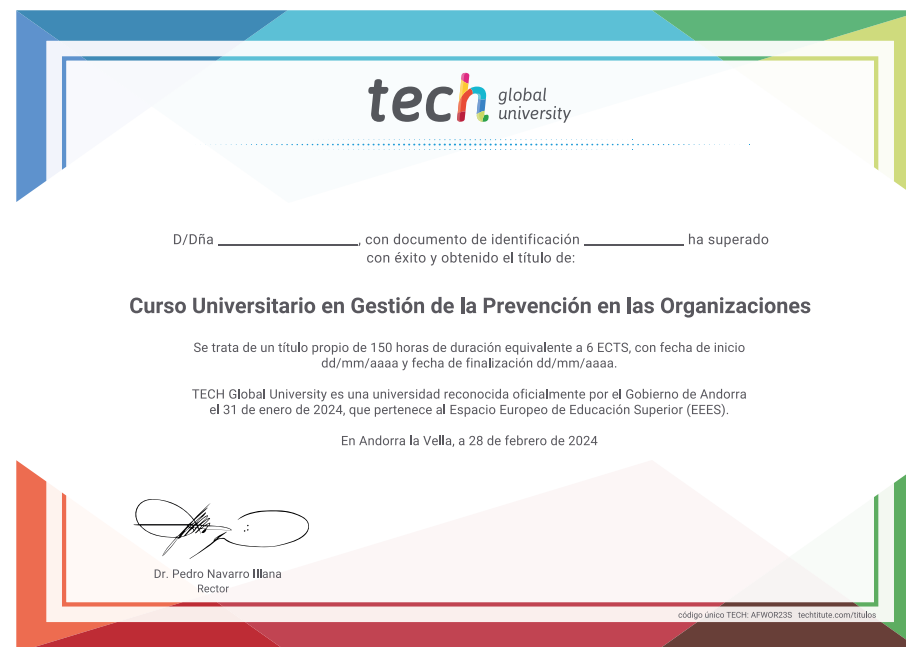 tech global
university
D/Dña ______________, con documento de identificación __________ ha superado
con éxito y obtenido el título de:
Curso Universitario en Gestión de la Prevención en las Organizaciones
Se trata de un título propio de 150 horas de duración equivalente a 6 ECTS, con fecha de inicio
dd/mm/aaaa y fecha de finalización dd/mm/aaaa.
TECH Global University es una universidad reconocida oficialmente por el Gobierno de Andorra
el 31 de enero de 2024, que pertenece al Espacio Europeo de Educación Superior (EEES).
En Andorra la Vella, a 28 de febrero de 2024
Dr. Pedro Navarro Illana
Rector
código único TECH: AFWOR23S techtitute.com/titulos